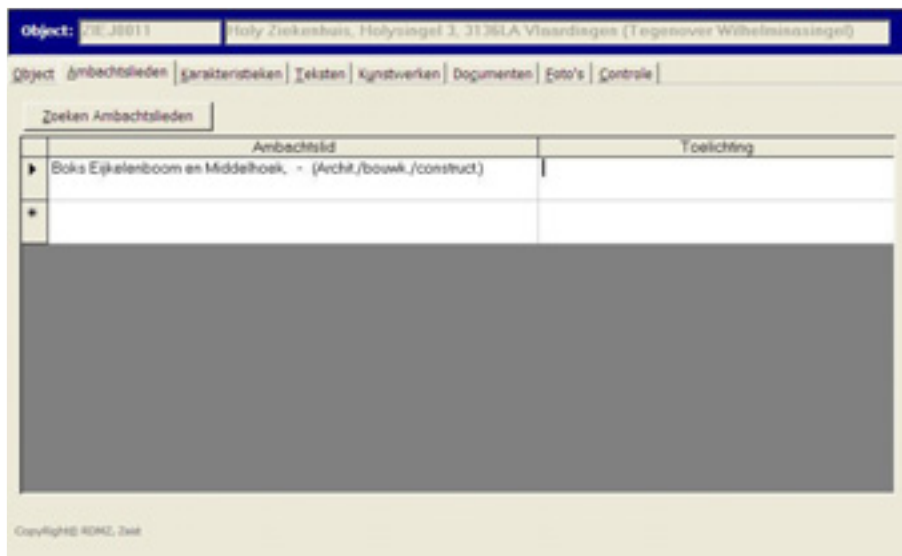 Object: ZIEJ0011 Holy Ziekenhuis, Holysingel 3, 3136LA Vlaardingen (Tegenover Wilhelminasingel)
Object Ambachtslieden Karakteristieken Teksten Kunstwerken Documenten Foto's Controle
Zoeken Ambachtslieden
Ambachtslid Toelichting
Boks Eijkelenboom en Middelhoek, - (Archit./bouwk./construct.)
CopyRight© RDMZ, Zeist